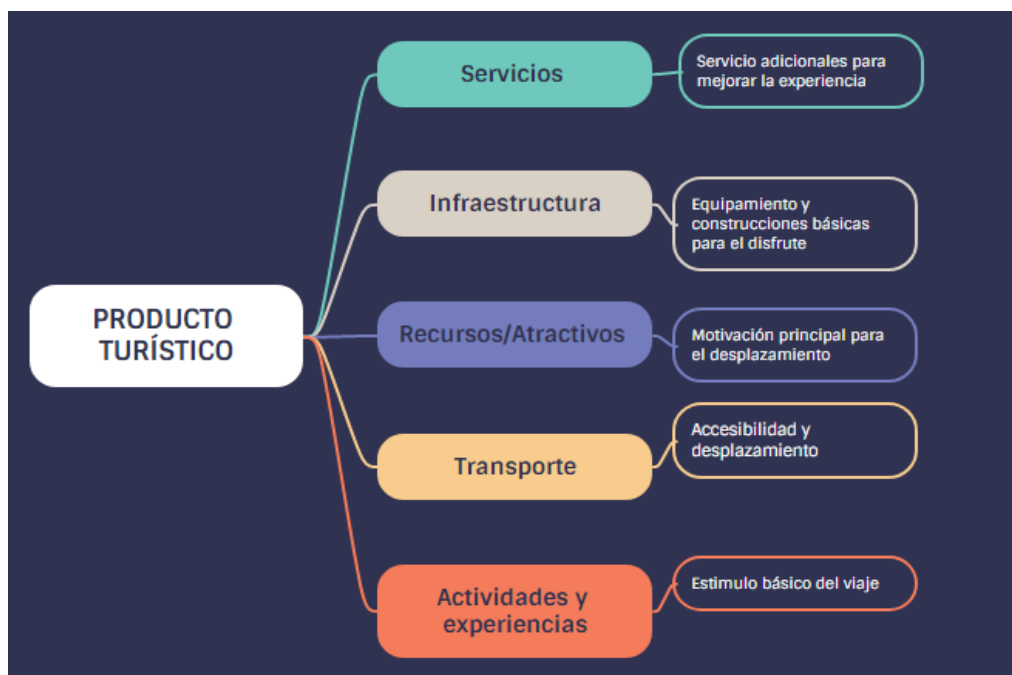 PRODUCTO
TURÍSTICO
Servicios
Servicio adicionales para
mejorar la experiencia
Infraestructura
Equipamiento y
construcciones básicas
para el disfrute
Recursos/Atractivos
Motivación principal para
el desplazamiento
Transporte
Accesibilidad y
desplazamiento
Actividades y
experiencias
Estimulo básico del viaje